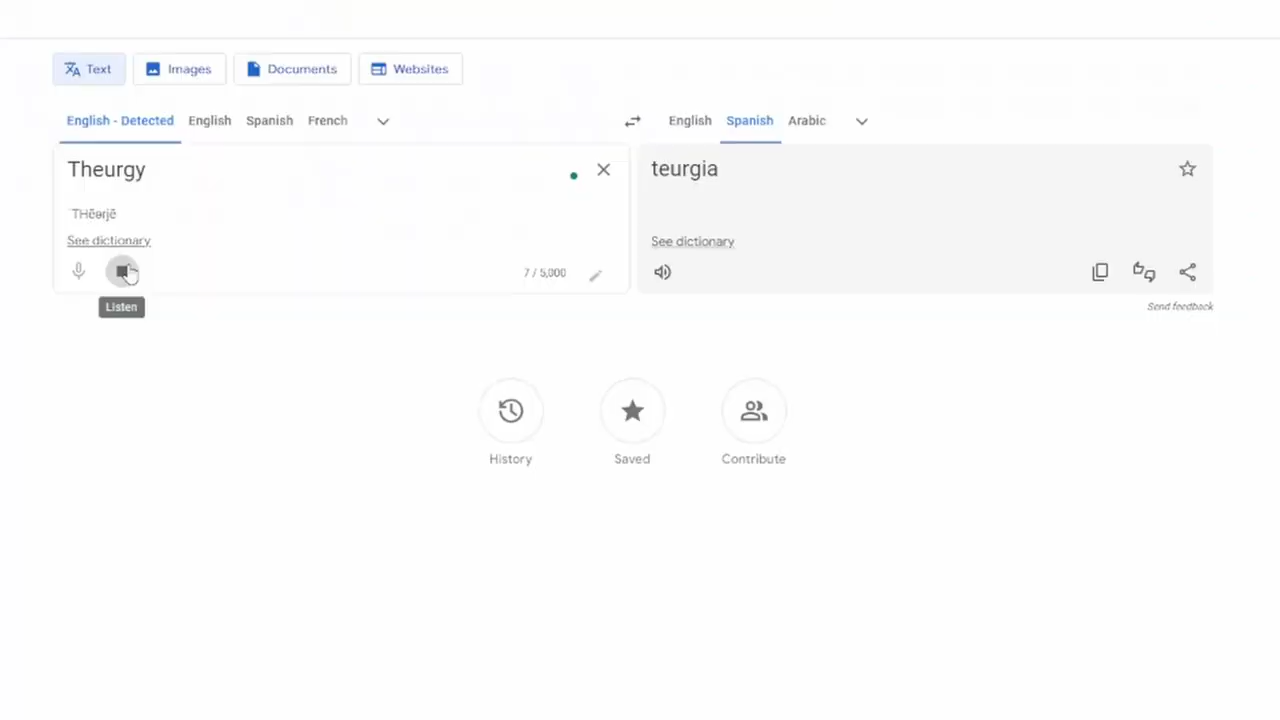 Text Images Documents Websites
English - Detected English Spanish French English Spanish Arabic
Theurgy teurgia
THēərjē
See dictionary See dictionary
7 / 5,000
Listen Send feedback
History Saved Contribute